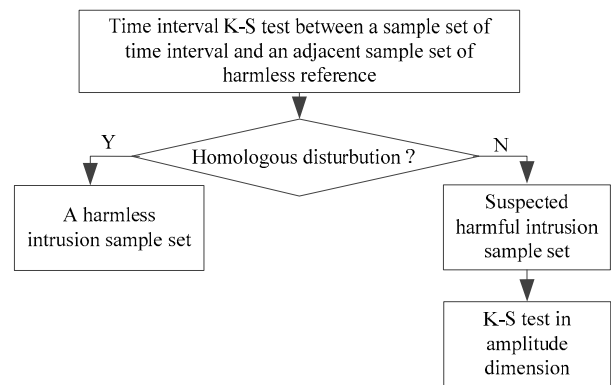 Time interval K-S test between a sample set of
time interval and an adjacent sample set of
harmless reference
Y
Homologous disturbution ?
N
A harmless
intrusion sample set
Suspected
harmful intrusion
sample set
K-S test in
amplitude
dimension